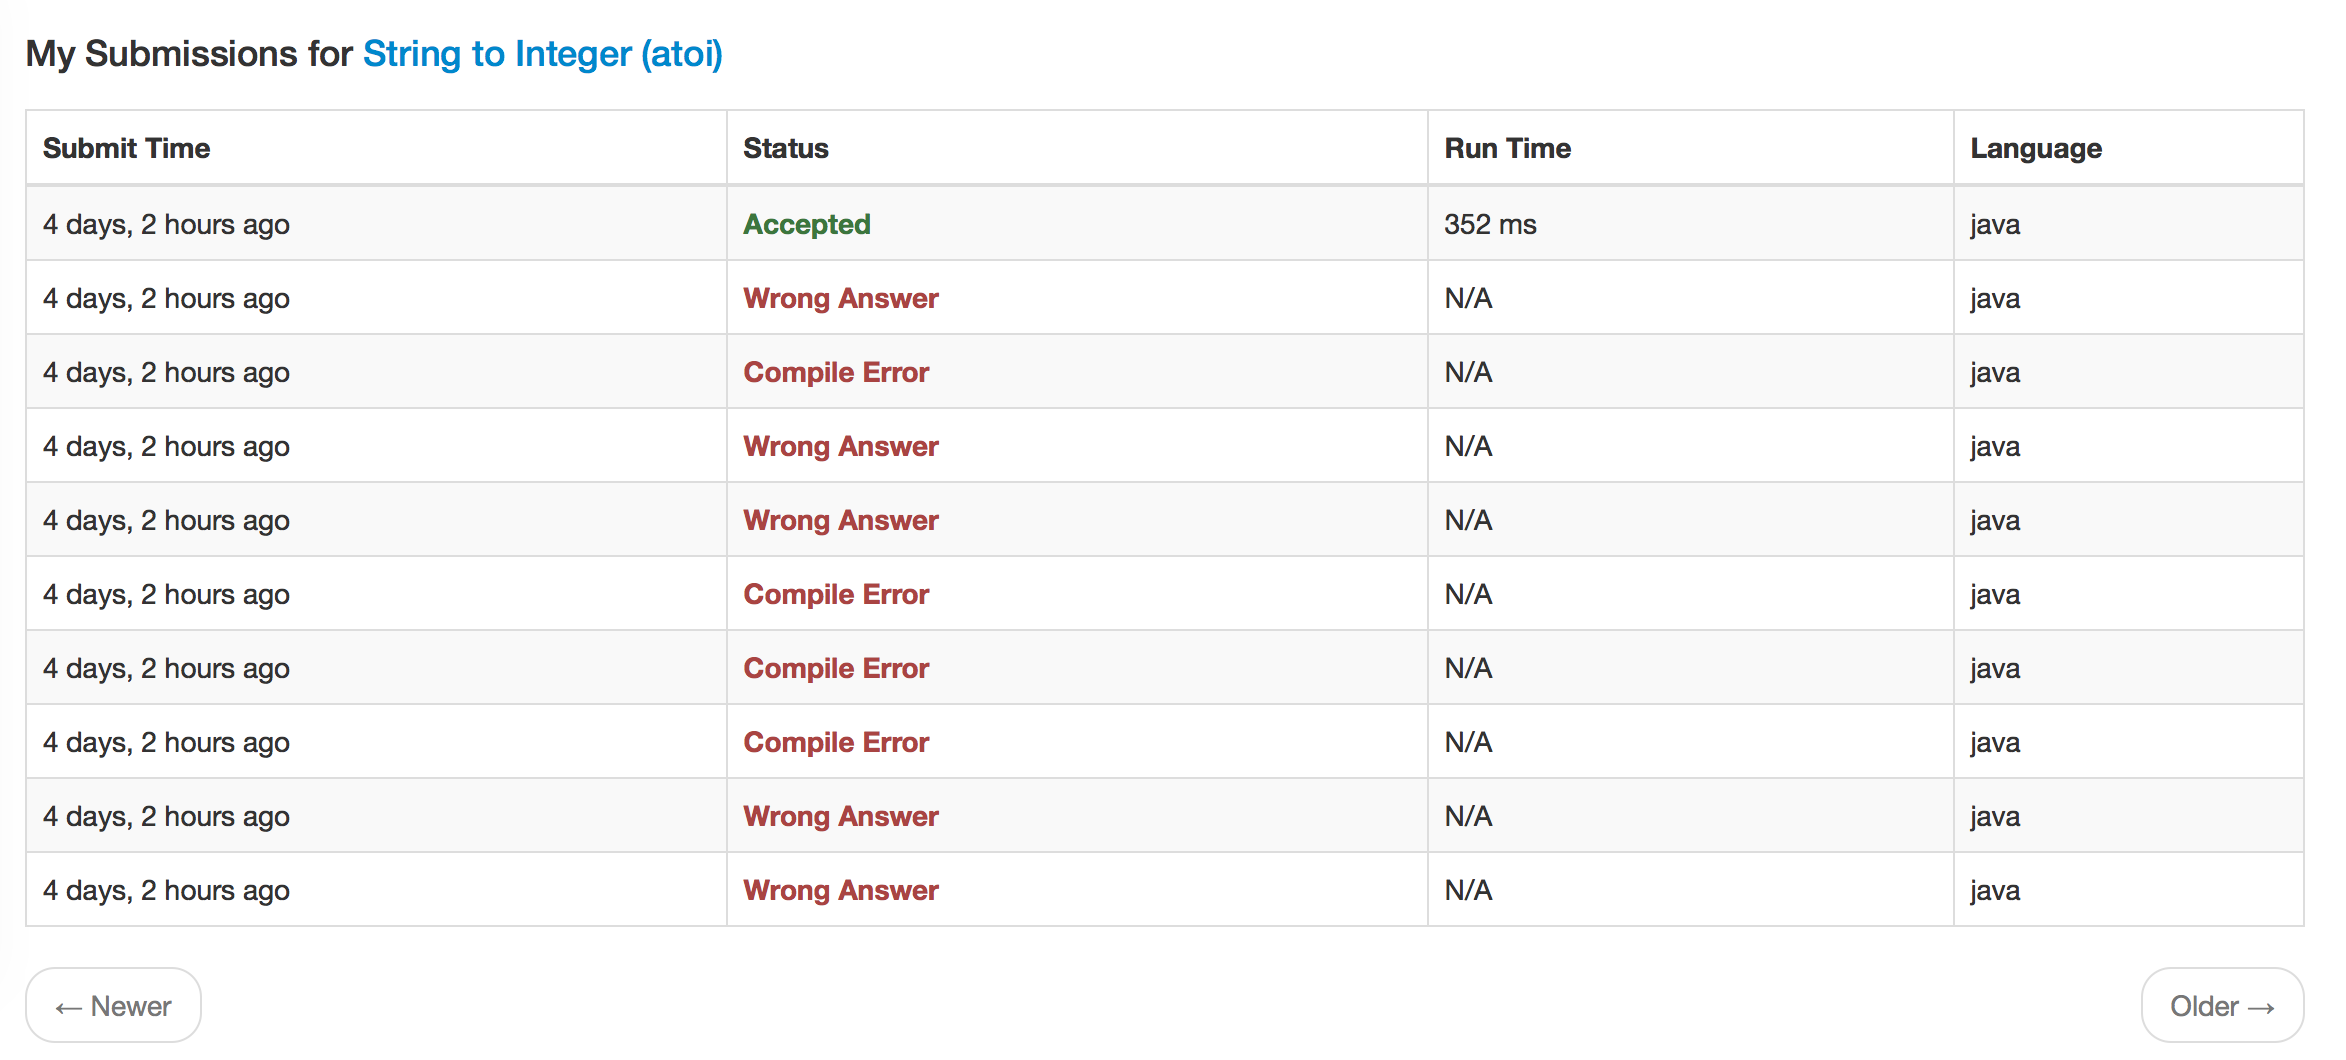 My Submissions for String to Integer (atoi)
Submit Time Status Run Time Language
4 days, 2 hours ago Accepted 352 ms java
4 days, 2 hours ago Wrong Answer N/A java
4 days, 2 hours ago Compile Error N/A java
4 days, 2 hours ago Wrong Answer N/A java
4 days, 2 hours ago Wrong Answer N/A java
4 days, 2 hours ago Compile Error N/A java
4 days, 2 hours ago Compile Error N/A java
4 days, 2 hours ago Compile Error N/A java
4 days, 2 hours ago Wrong Answer N/A java
4 days, 2 hours ago Wrong Answer N/A java
← Newer Older →